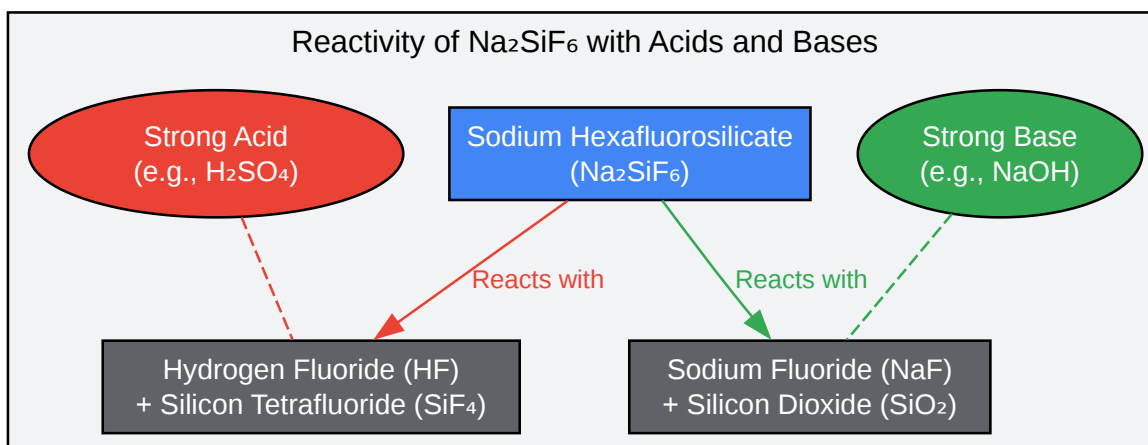 Reactivity of Na₂SiF₆ with Acids and Bases
Strong Acid
(e.g., H₂SO₄)
Sodium Hexafluorosilicate
(Na₂SiF₆)
Strong Base
(e.g., NaOH)
Reacts with
Reacts with
Hydrogen Fluoride (HF)
+ Silicon Tetrafluoride (SiF₄)
Sodium Fluoride (NaF)
+ Silicon Dioxide (SiO₂)